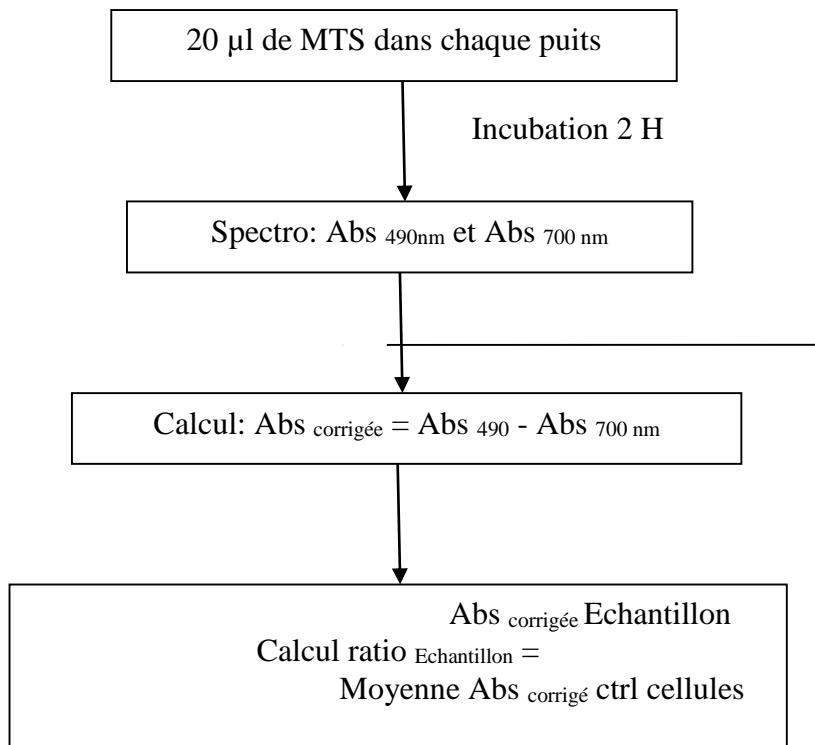 20 µl de MTS dans chaque puits
Incubation 2 H
Spectro: Abs 490nm et Abs 700 nm
Calcul: Abs corrigée = Abs 490 - Abs 700 nm
Abs corrigée Echantillon
Calcul ratio Echantillon =
Moyenne Abs corrigé ctrl cellules